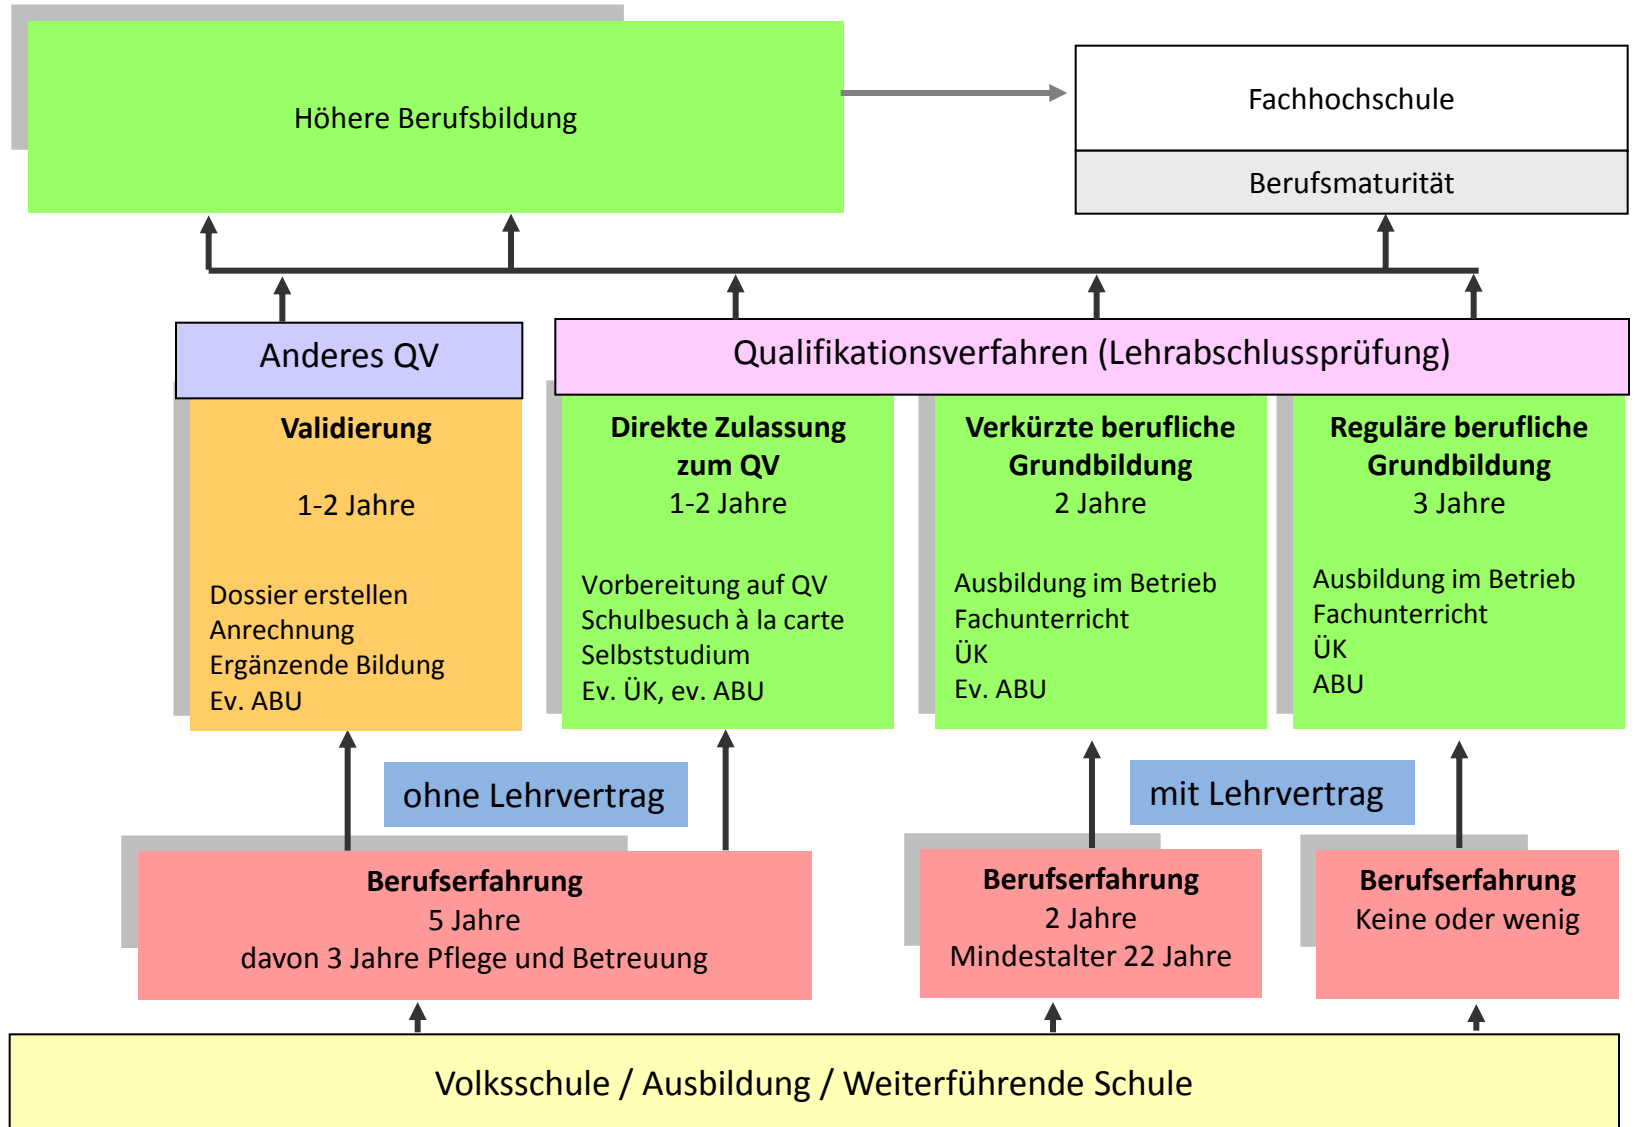 Höhere Berufsbildung
Fachhochschule
Berufsmaturität
Anderes QV
Qualifikationsverfahren (Lehrabschlussprüfung)
Validierung
1-2 Jahre
Dossier erstellen
Anrechnung
Ergänzende Bildung
Ev. ABU
Direkte Zulassung
zum QV
1-2 Jahre
Vorbereitung auf QV
Schulbesuch à la carte
Selbststudium
Ev. ÜK, ev. ABU
Verkürzte berufliche
Grundbildung
2 Jahre
Ausbildung im Betrieb
Fachunterricht
ÜK
Ev. ABU
Reguläre berufliche
Grundbildung
3 Jahre
Ausbildung im Betrieb
Fachunterricht
ÜK
ABU
ohne Lehrvertrag
mit Lehrvertrag
Berufserfahrung
5 Jahre
davon 3 Jahre Pflege und Betreuung
Berufserfahrung
2 Jahre
Mindestalter 22 Jahre
Berufserfahrung
Keine oder wenig
Volksschule / Ausbildung / Weiterführende Schule